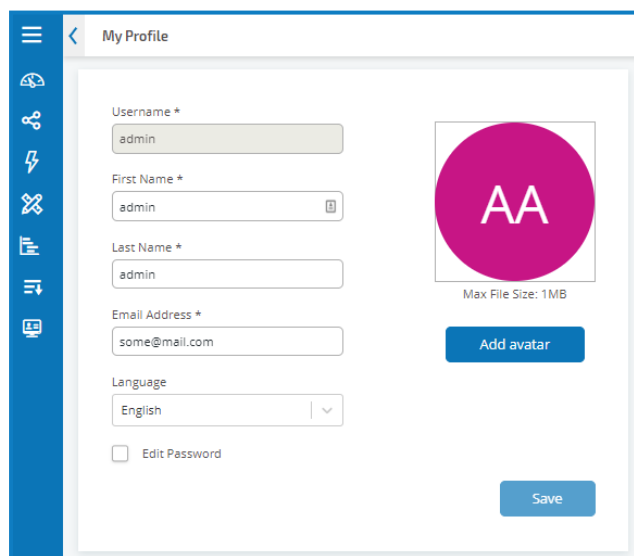 My Profile
Username *
admin
First Name *
admin
Last Name *
admin
Email Address *
some@mail.com
Language
English
Edit Password
AA
Max File Size: 1MB
Add avatar
Save